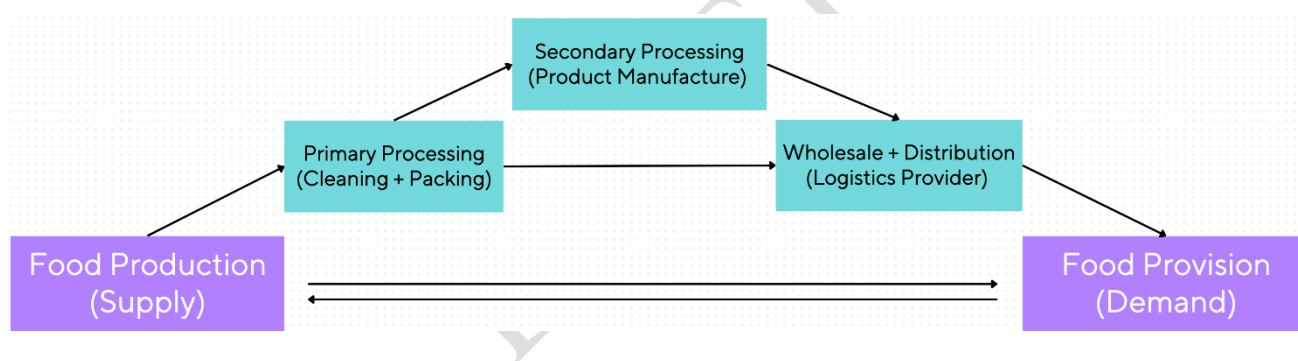 Secondary Processing
(Product Manufacture)
Primary Processing
(Cleaning + Packing)
Wholesale + Distribution
(Logistics Provider)
Food Production
(Supply)
Food Provision
(Demand)